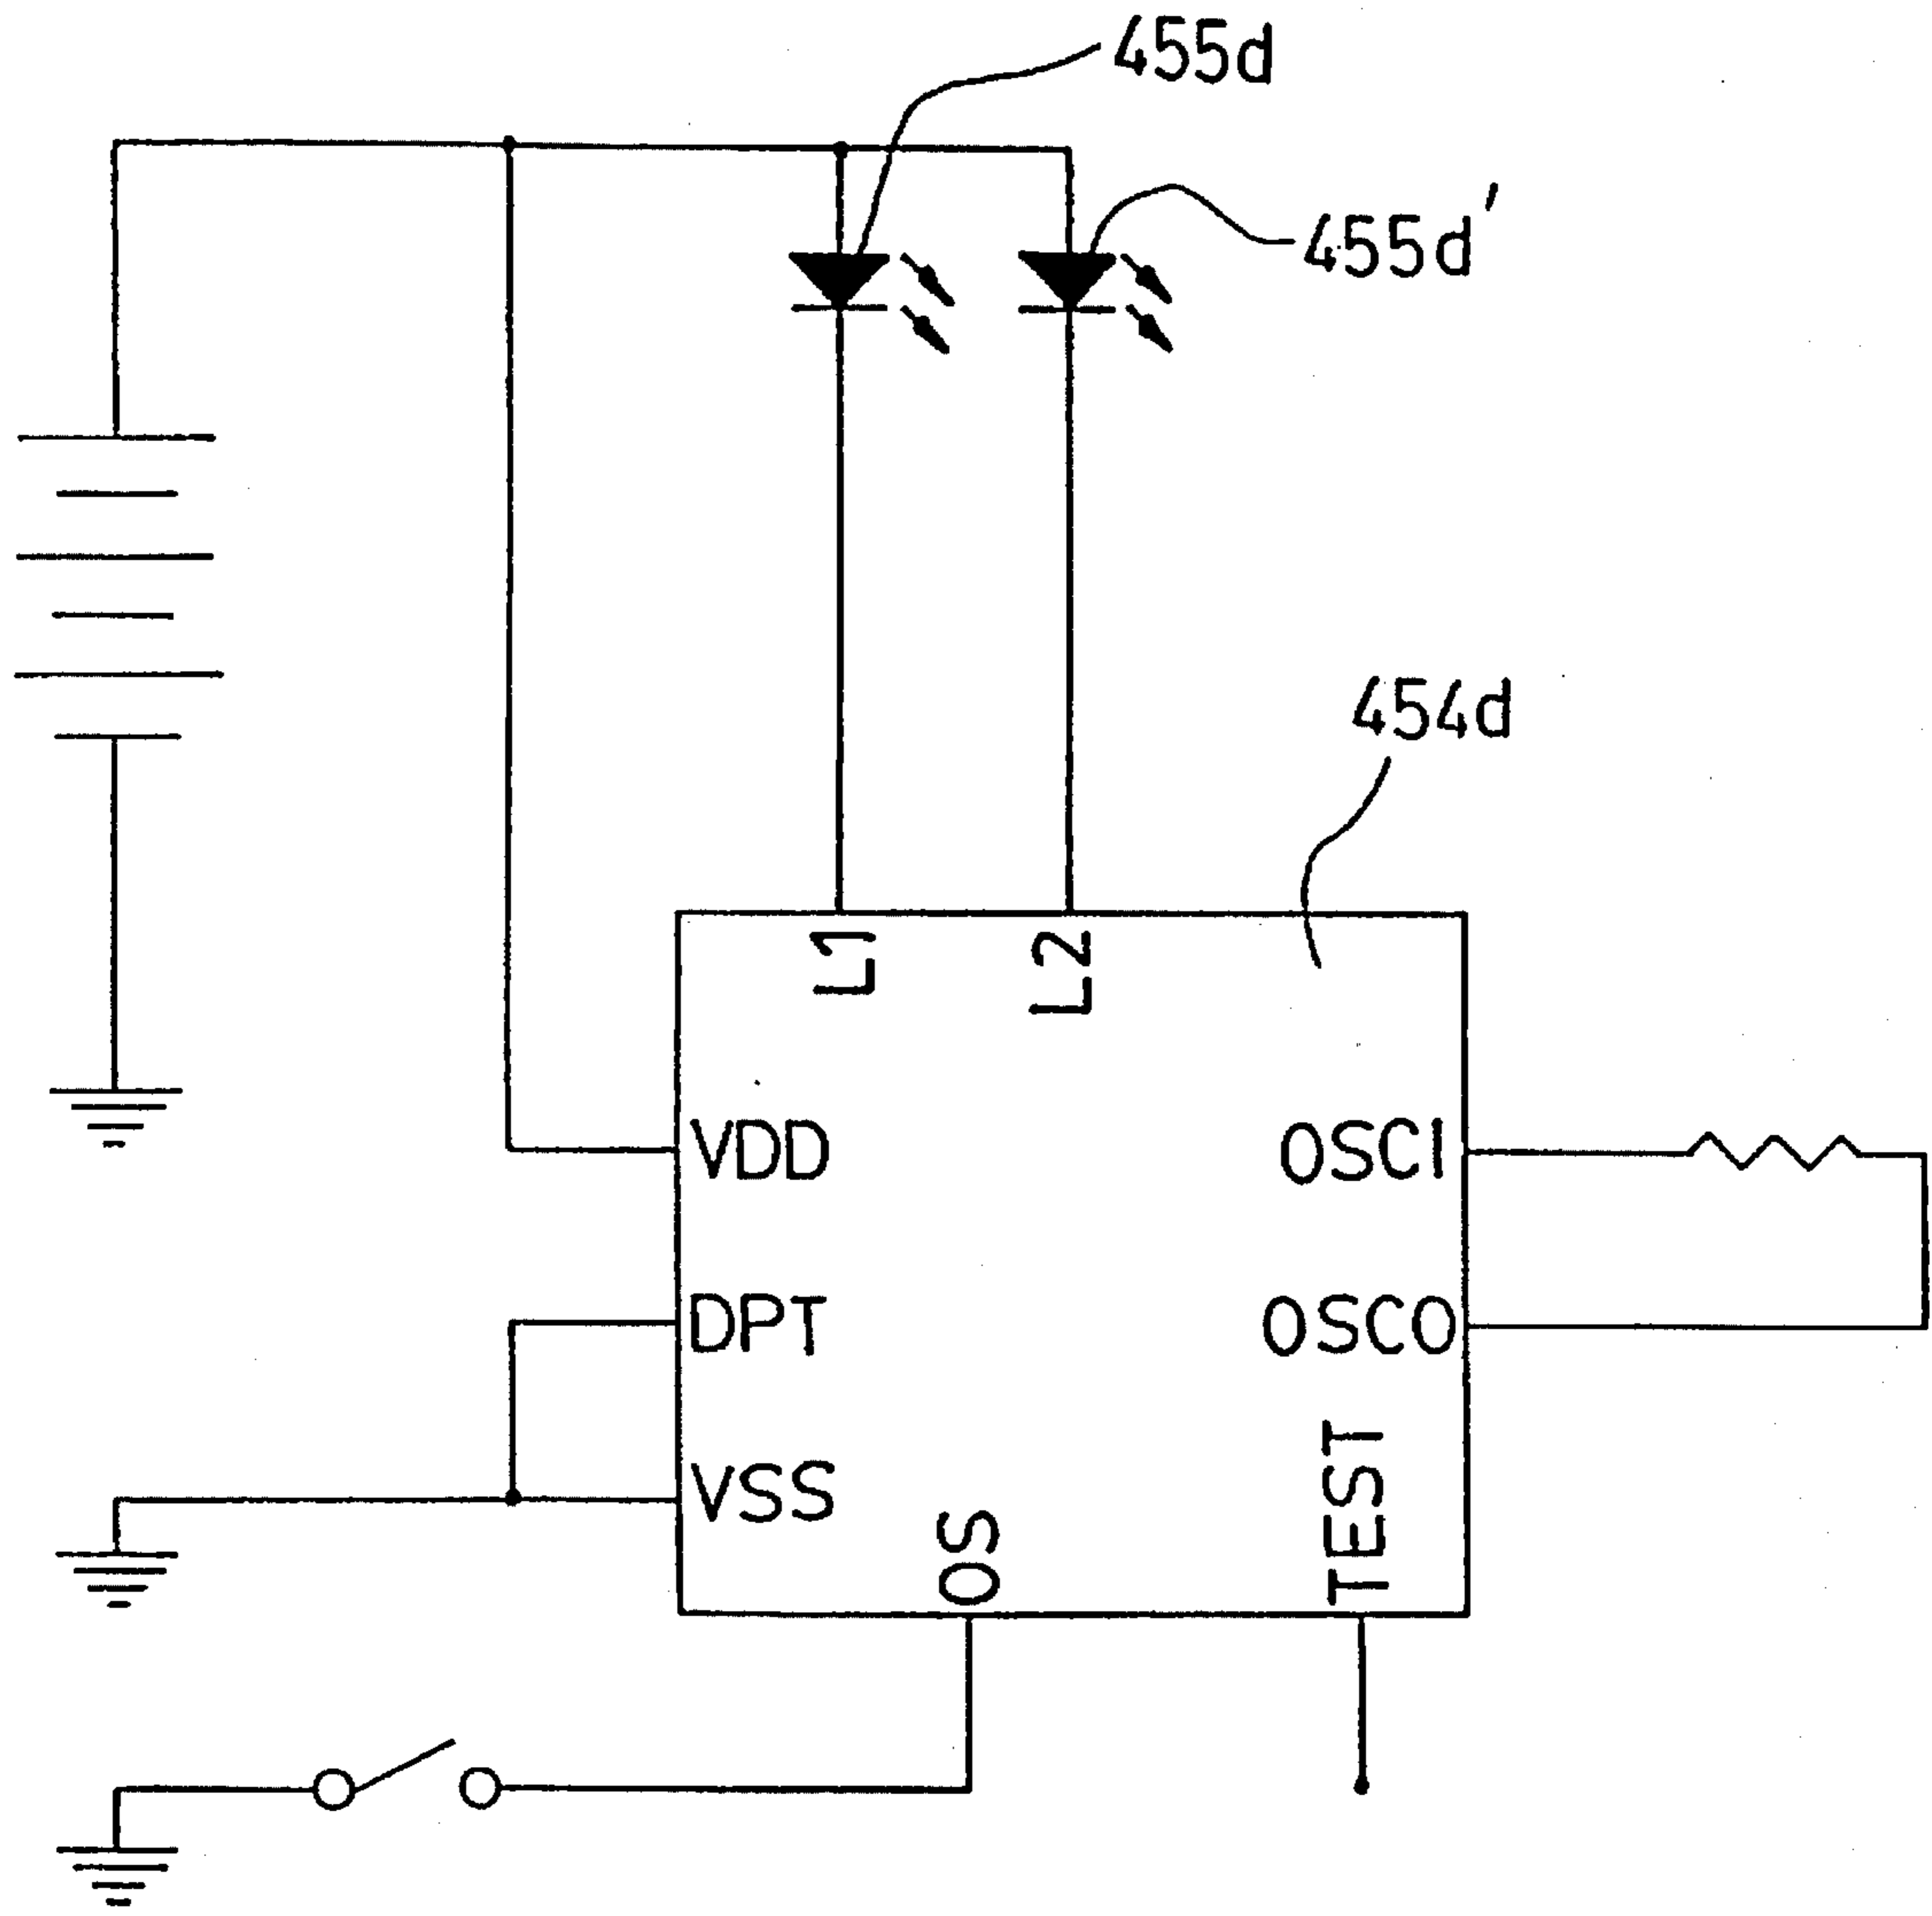 455d
455d'
454d
L1
L2
VDD
OSCI
DPT
OSCO
VSS
OS
TEST